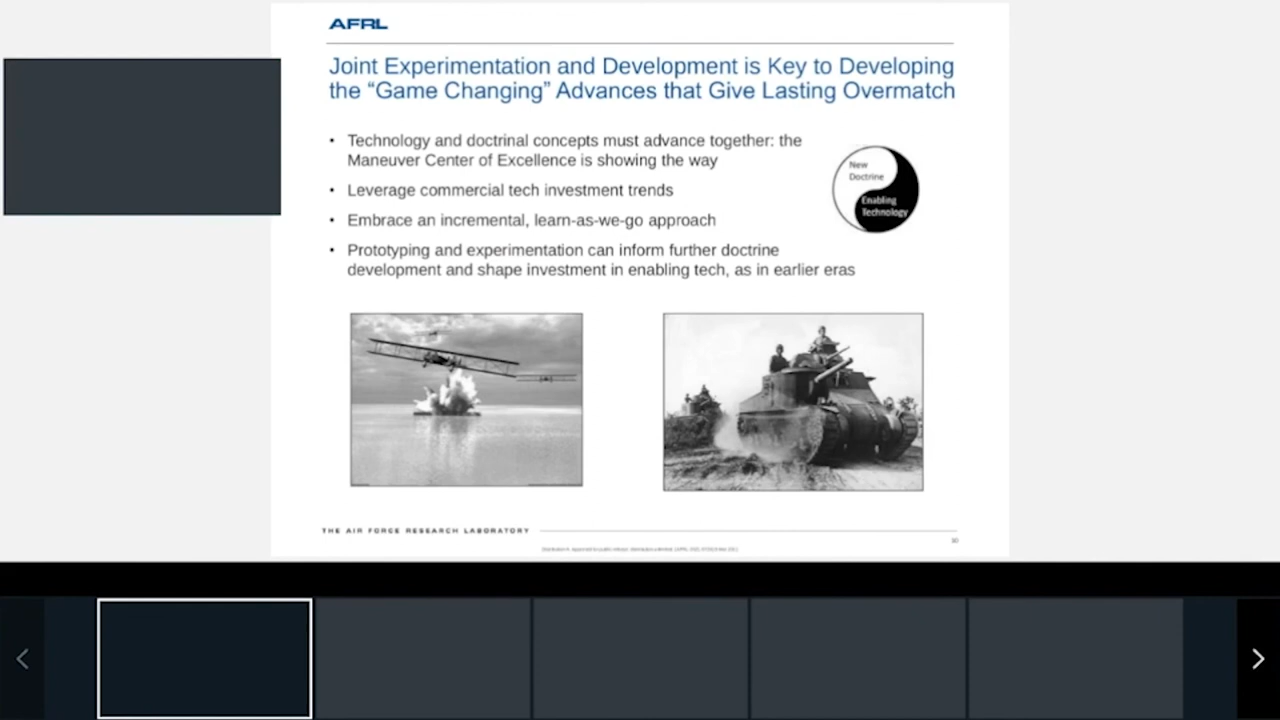 AFRL
Joint Experimentation and Development is Key to Developing
the “Game Changing” Advances that Give Lasting Overmatch
▪ Technology and doctrinal concepts must advance together: the
Maneuver Center of Excellence is showing the way
▪ Leverage commercial tech investment trends
▪ Embrace an incremental, learn-as-we-go approach
▪ Prototyping and experimentation can inform further doctrine
development and shape investment in enabling tech, as in earlier eras
New
Doctrine
Enabling
Technology
THE AIR FORCE RESEARCH LABORATORY